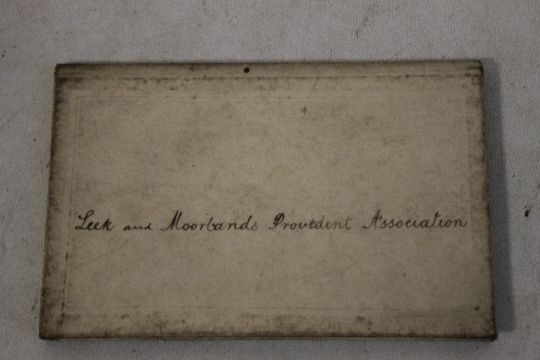 Leek and Moorlands Provident Association